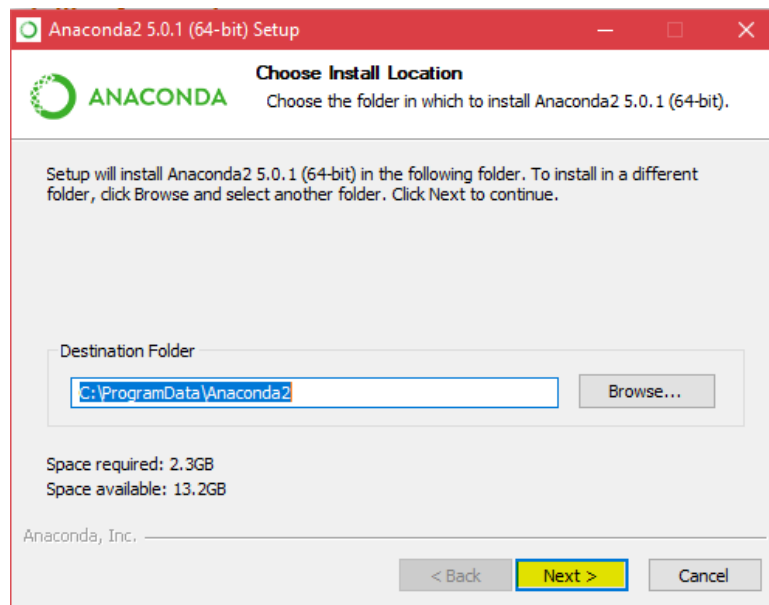 Anaconda2 5.0.1 (64-bit) Setup
Choose Install Location
ANACONDA
Choose the folder in which to install Anaconda2 5.0.1 (64-bit).
Setup will install Anaconda2 5.0.1 (64-bit) in the following folder. To install in a different
folder, click Browse and select another folder. Click Next to continue.
Destination Folder
C:\ProgramData\Anaconda2
Browse...
Space required: 2.3GB
Space available: 13.2GB
Anaconda, Inc.
< Back
Next >
Cancel